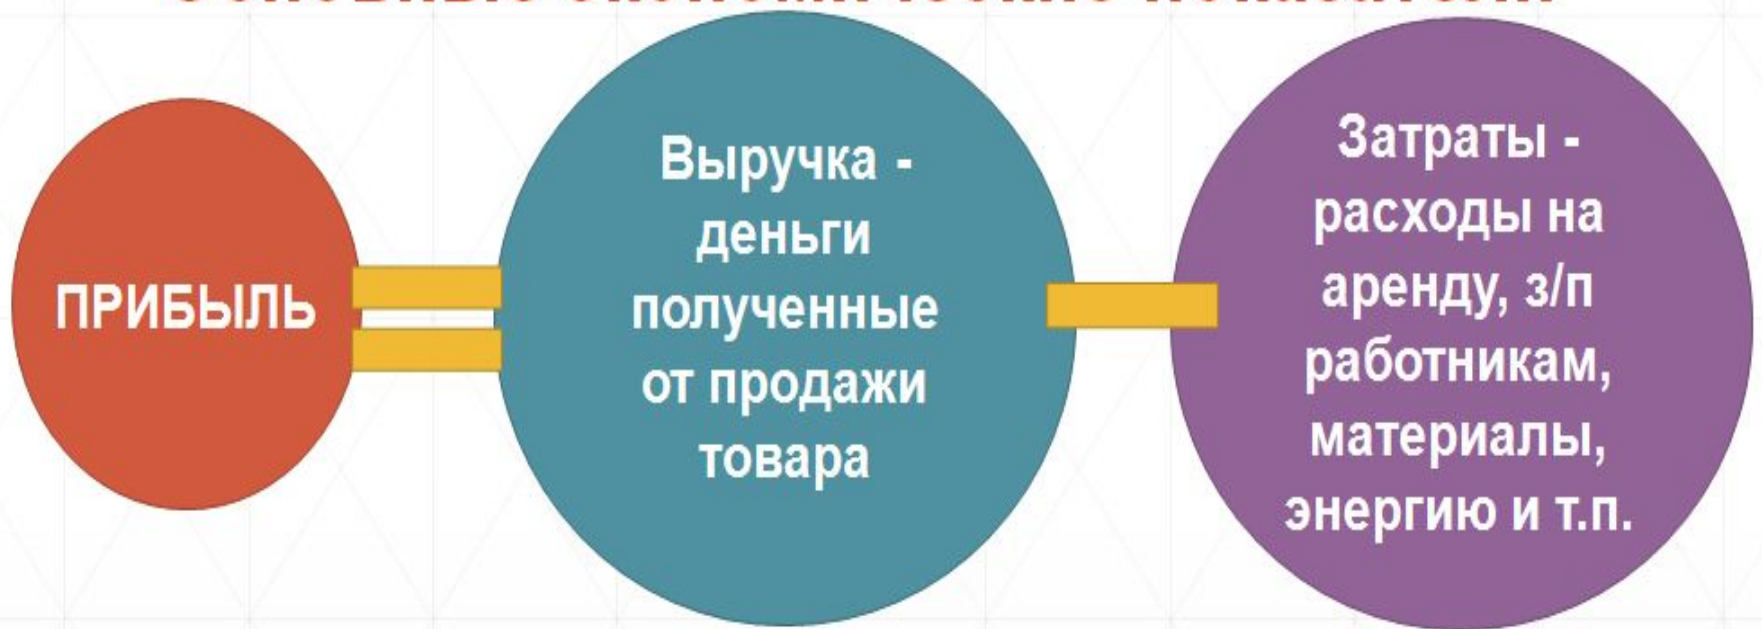 ПРИБЫЛЬ
Выручка -
деньги
полученные
от продажи
товара
Затраты -
расходы на
аренду, з/п
работникам,
материалы,
энергию и т.п.